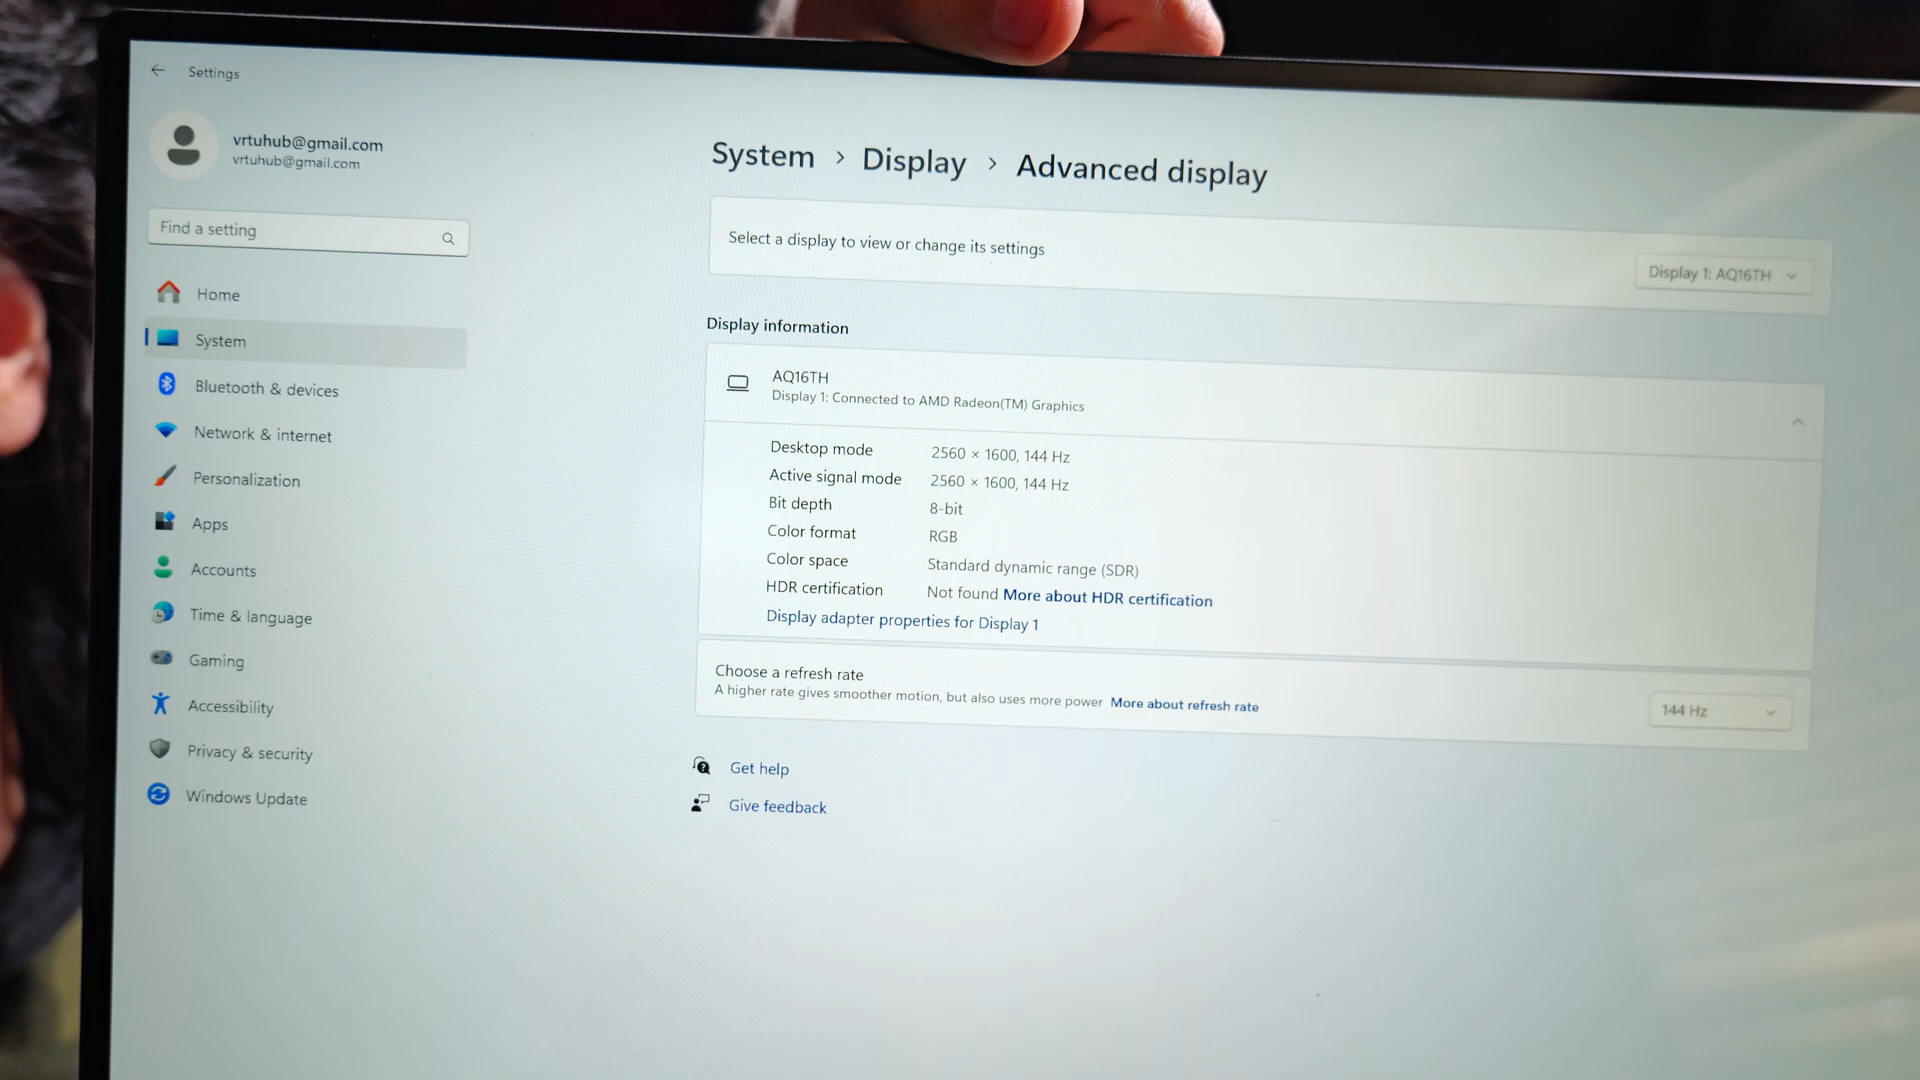 Settings
vrtuhub@gmail.com
vrtuhub@gmail.com
Find a setting
Home
System
Bluetooth & devices
Network & internet
Personalization
Apps
Accounts
Time & language
Gaming
Accessibility
Privacy & security
Windows Update
System > Display > Advanced display
Select a display to view or change its settings
Display 1: AQ16TH
Display information
AQ16TH
Display 1: Connected to AMD Radeon(TM) Graphics
Desktop mode 2560 × 1600, 144 Hz
Active signal mode 2560 × 1600, 144 Hz
Bit depth 8-bit
Color format RGB
Color space Standard dynamic range (SDR)
HDR certification Not found More about HDR certification
Display adapter properties for Display 1
Choose a refresh rate
A higher rate gives smoother motion, but also uses more power More about refresh rate
144 Hz
Get help
Give feedback